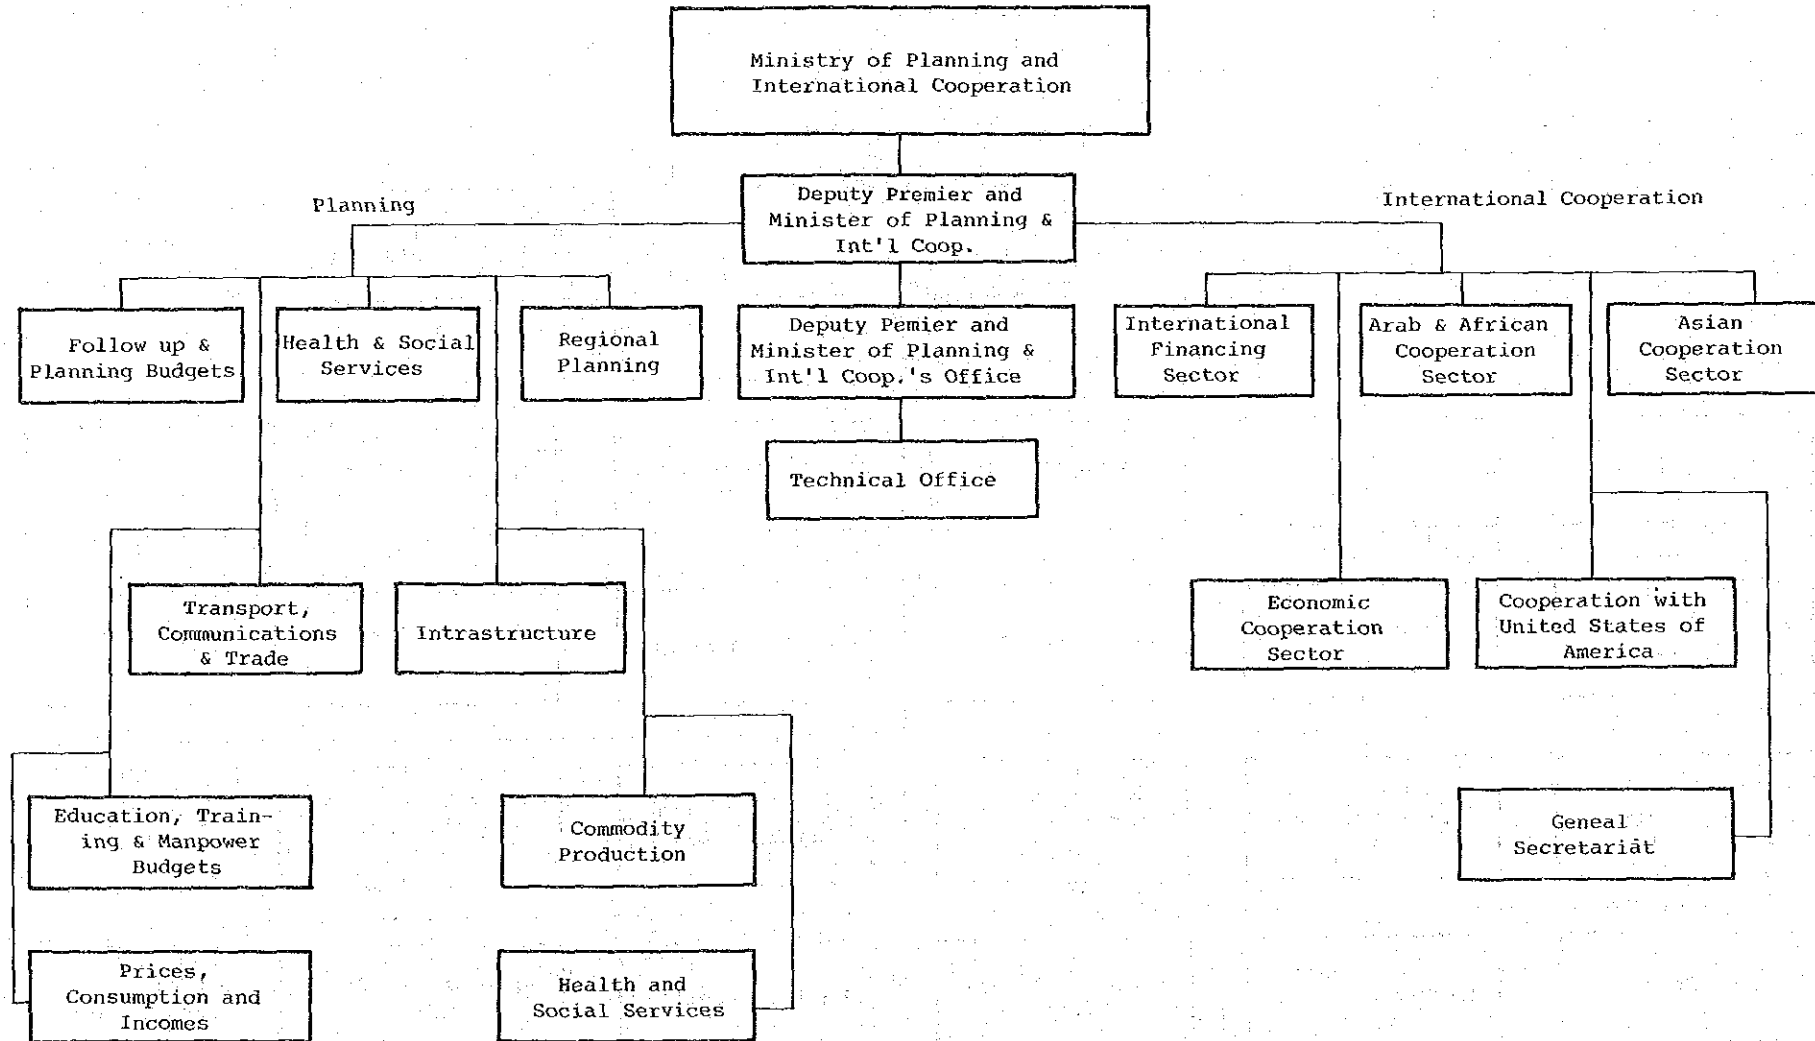 Ministry of Planning and
International Cooperation
Planning
Deputy Premier and
Minister of Planning &
Int'l Coop.
International Cooperation
Follow up &
Planning Budgets
Health & Social
Services
Regional
Planning
Deputy Pemier and
Minister of Planning &
Int'l Coop.'s Office
International
Financing
Sector
Arab & African
Cooperation
Sector
Asian
Cooperation
Sector
Technical Office
Transport,
Communications
& Trade
Intrastructure
Economic
Cooperation
Sector
Cooperation with
United States of
America
Education, Train-
ing & Manpower
Budgets
Commodity
Production
Geneal
Secretariat
Prices,
Consumption and
Incomes
Health and
Social Services